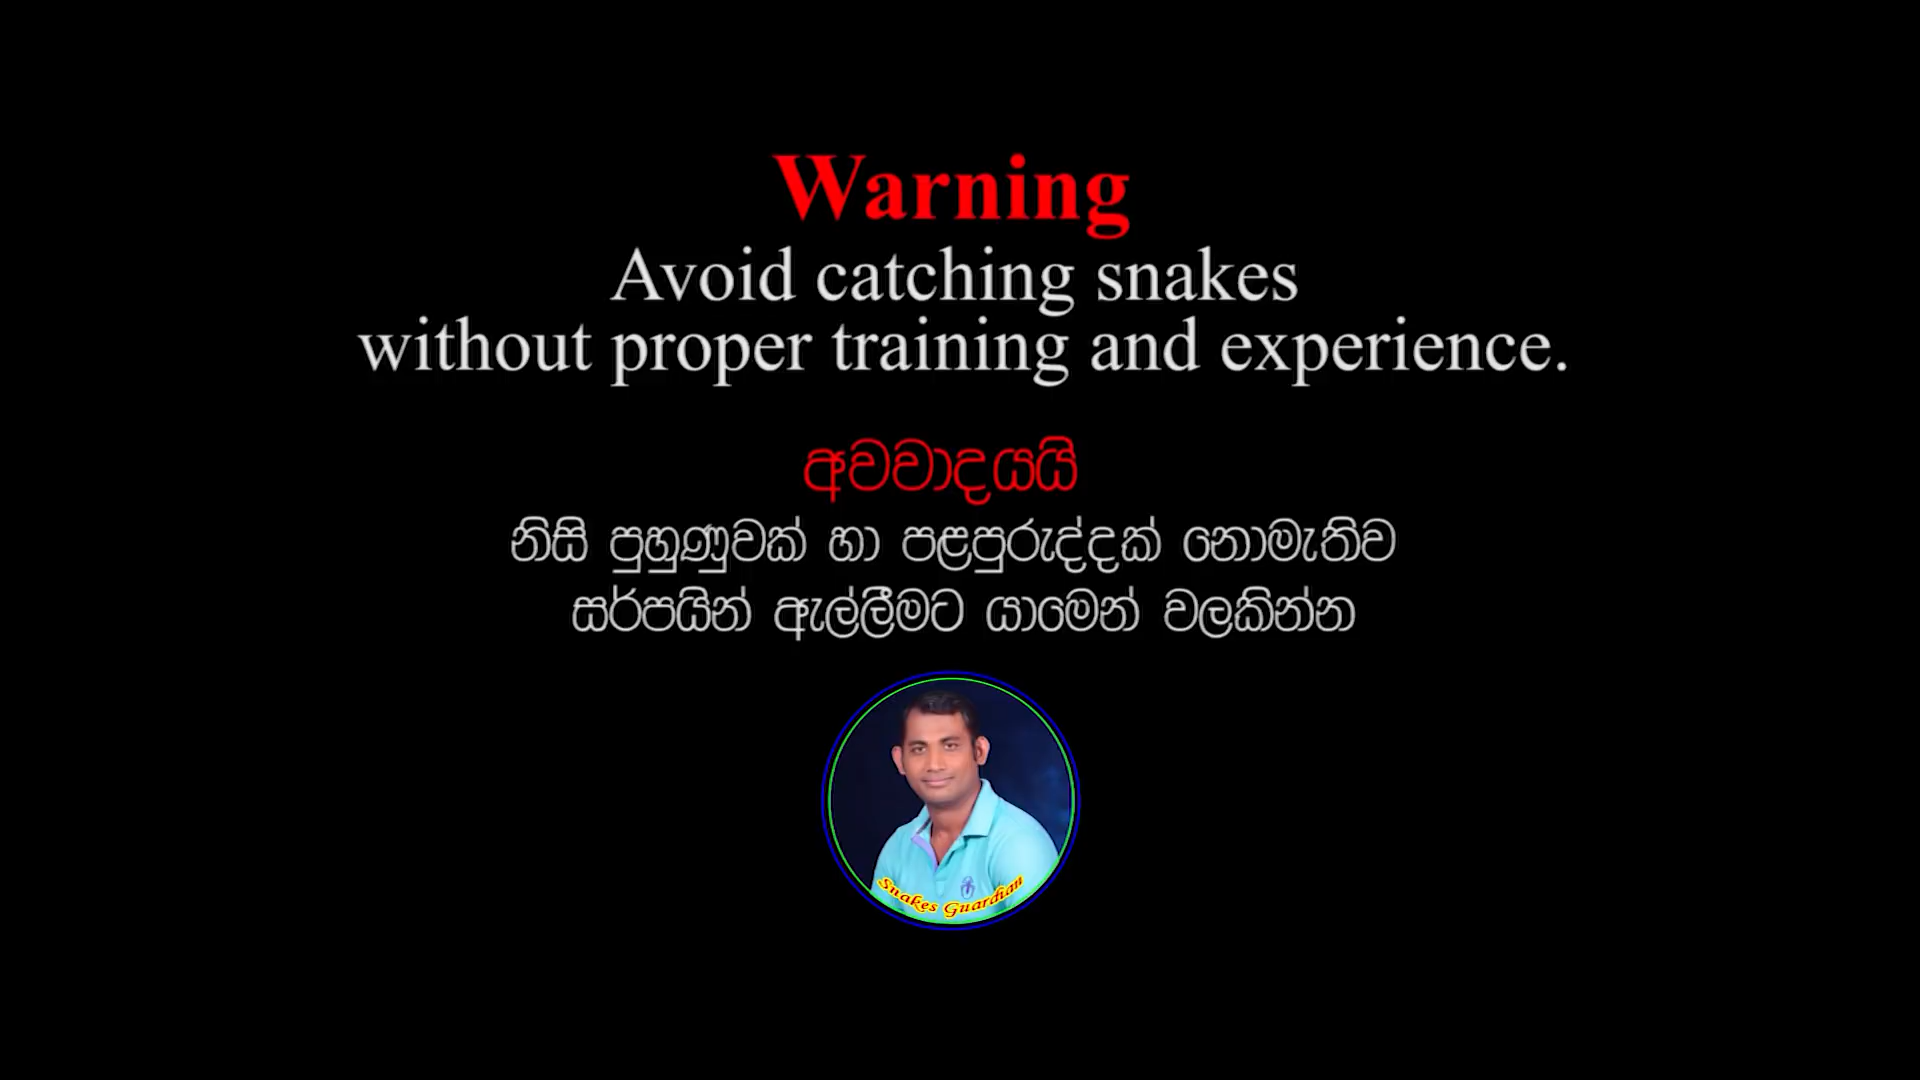 Warning
Avoid catching snakes
without proper training and experience.
අවවාදයයි
නිසි පුහුණුවක් හා පළපුරුද්දක් නොමැතිව
සර්පයින් ඇල්ලීමට යාමෙන් වලකින්න
Snakes Guardian